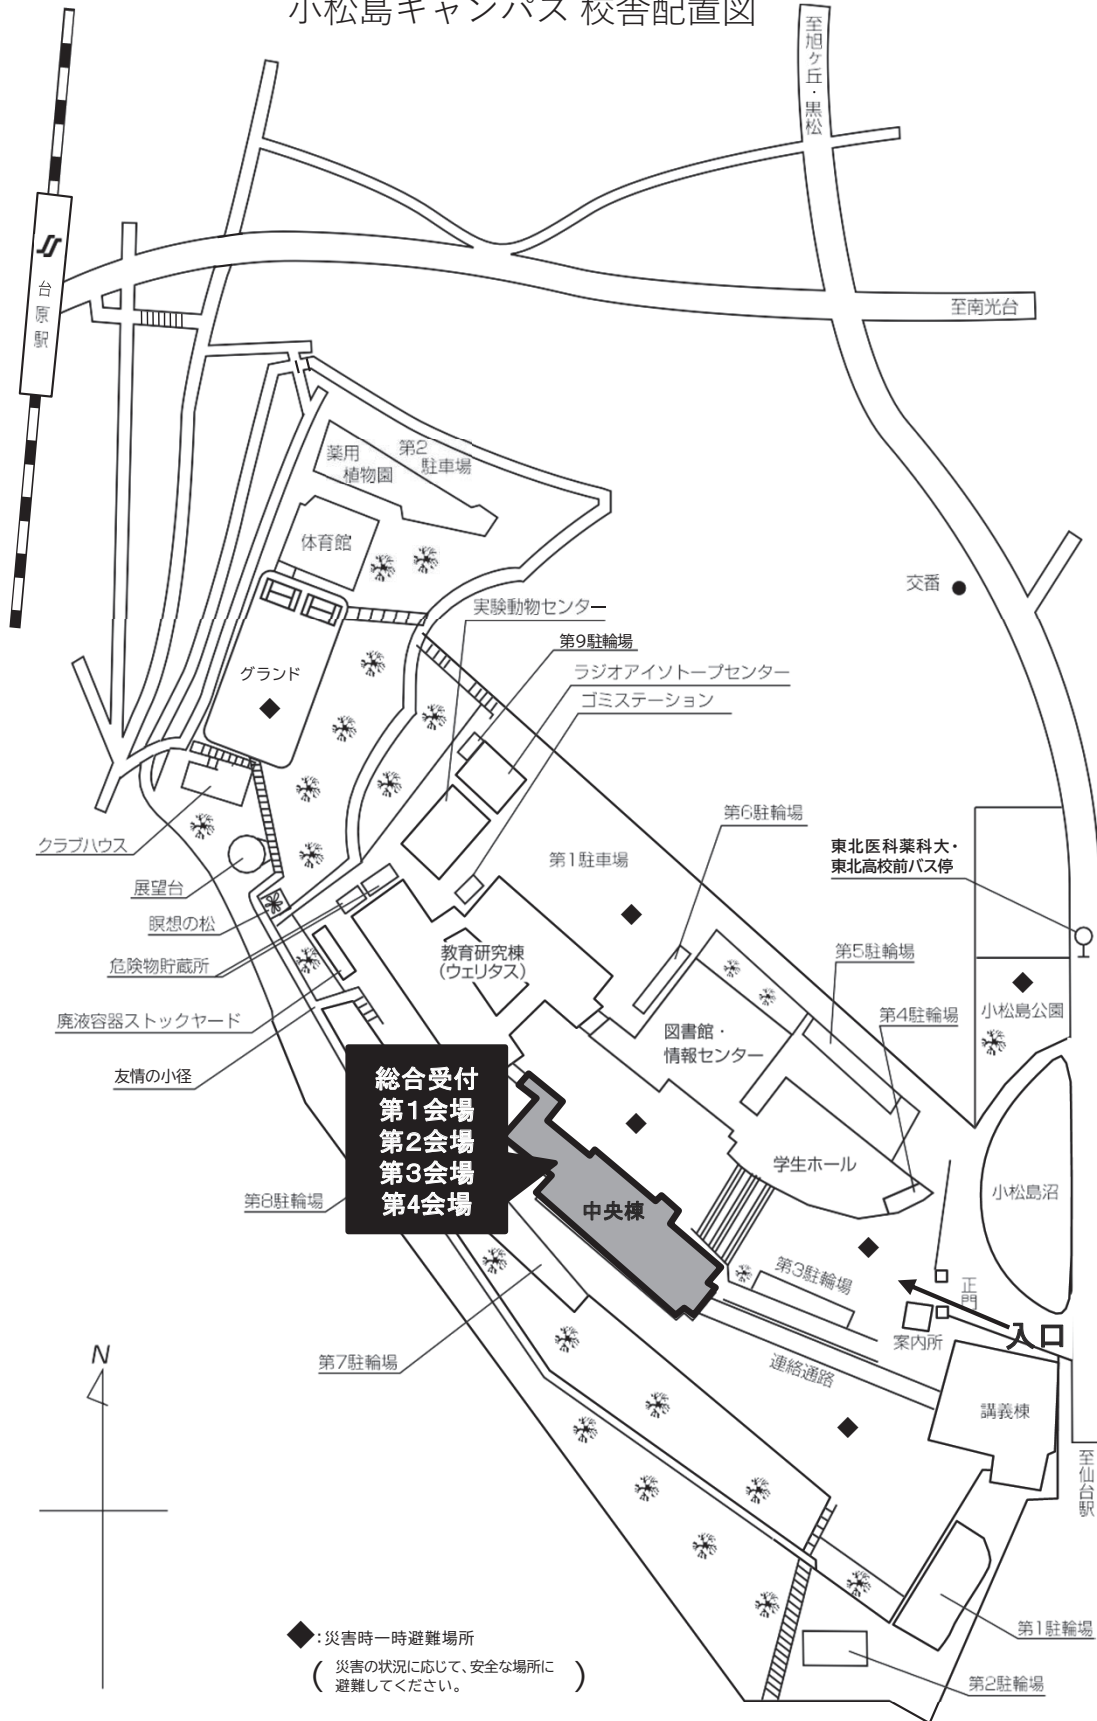 小松島キャンパス 校舎配置図
至旭ヶ丘・黒松
台原駅
至南光台
薬用
植物園
第2
駐車場
体育館
交番
実験動物センター
第9駐輪場
ラジオアイソトープセンター
ゴミステーション
グランド
第6駐輪場
クラブハウス
第1駐車場
東北医科薬科大・
東北高校前バス停
展望台
瞑想の松
教育研究棟
(ウェリタス)
第5駐輪場
危険物貯蔵所
小松島公園
第4駐輪場
廃液容器ストックヤード
図書館・
情報センター
友情の小径
総合受付
第1会場
第2会場
第3会場
第4会場
学生ホール
小松島沼
第8駐輪場
中央棟
第3駐輪場
正門
入口
案内所
N
第7駐輪場
連絡通路
講義棟
至仙台駅
第1駐輪場
第2駐輪場
◆:災害時一時避難場所
(災害の状況に応じて、安全な場所に
避難してください。)